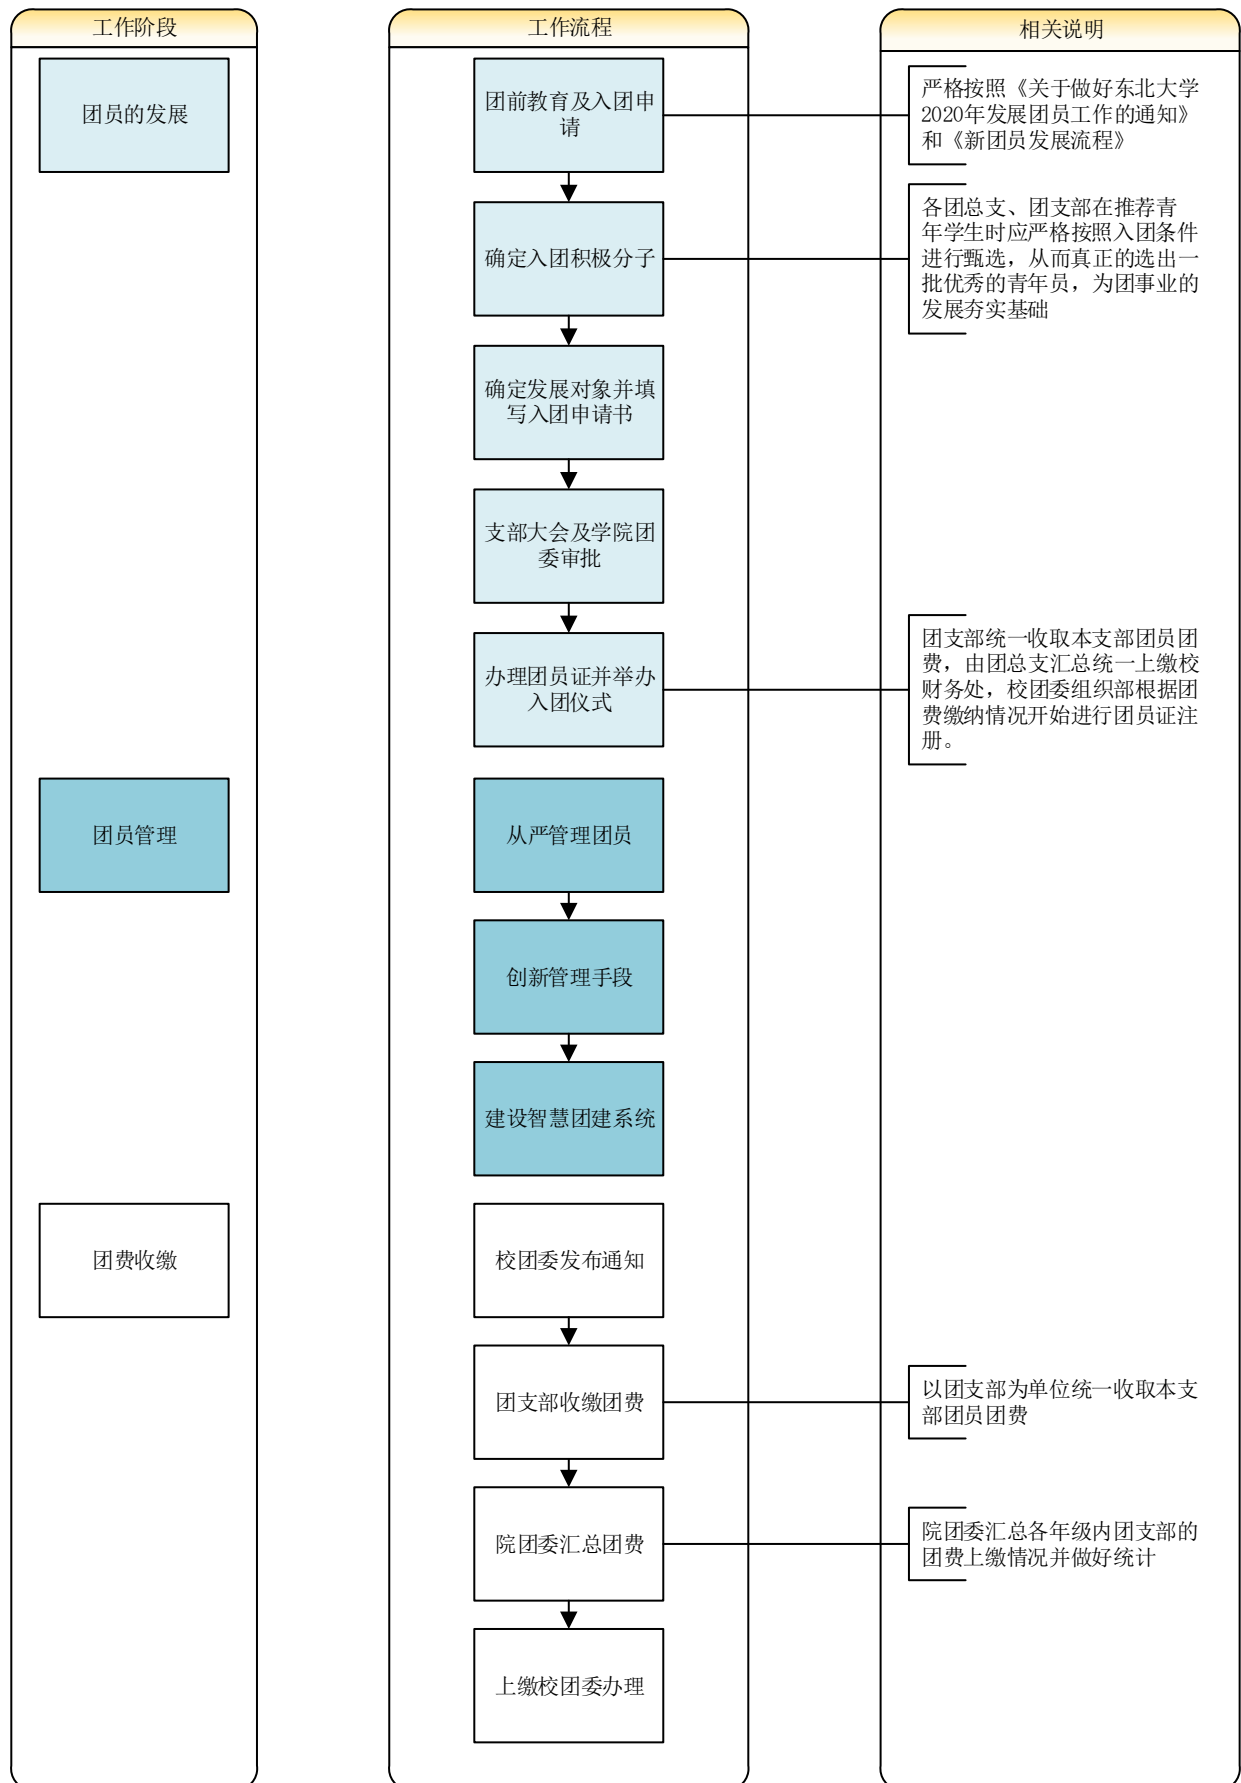 工作阶段
工作流程
相关说明
团员的发展
团前教育及入团申
请
严格按照《关于做好东北大学
2020年发展团员工作的通知》
和《新团员发展流程》
确定入团积极分子
各团总支、团支部在推荐青
年学生时应严格按照入团条件
进行甄选，从而真正的选出一
批优秀的青年员，为团事业的
发展夯实基础
确定发展对象并填
写入团申请书
支部大会及学院团
委审批
办理团员证并举办
入团仪式
团支部统一收取本支部团员团
费，由团总支汇总统一上缴校
财务处，校团委组织部根据团
费缴纳情况开始进行团员证注
册。
团员管理
从严管理团员
创新管理手段
建设智慧团建系统
团费收缴
校团委发布通知
团支部收缴团费
以团支部为单位统一收取本支
部团员团费
院团委汇总团费
院团委汇总各年级内团支部的
团费上缴情况并做好统计
上缴校团委办理